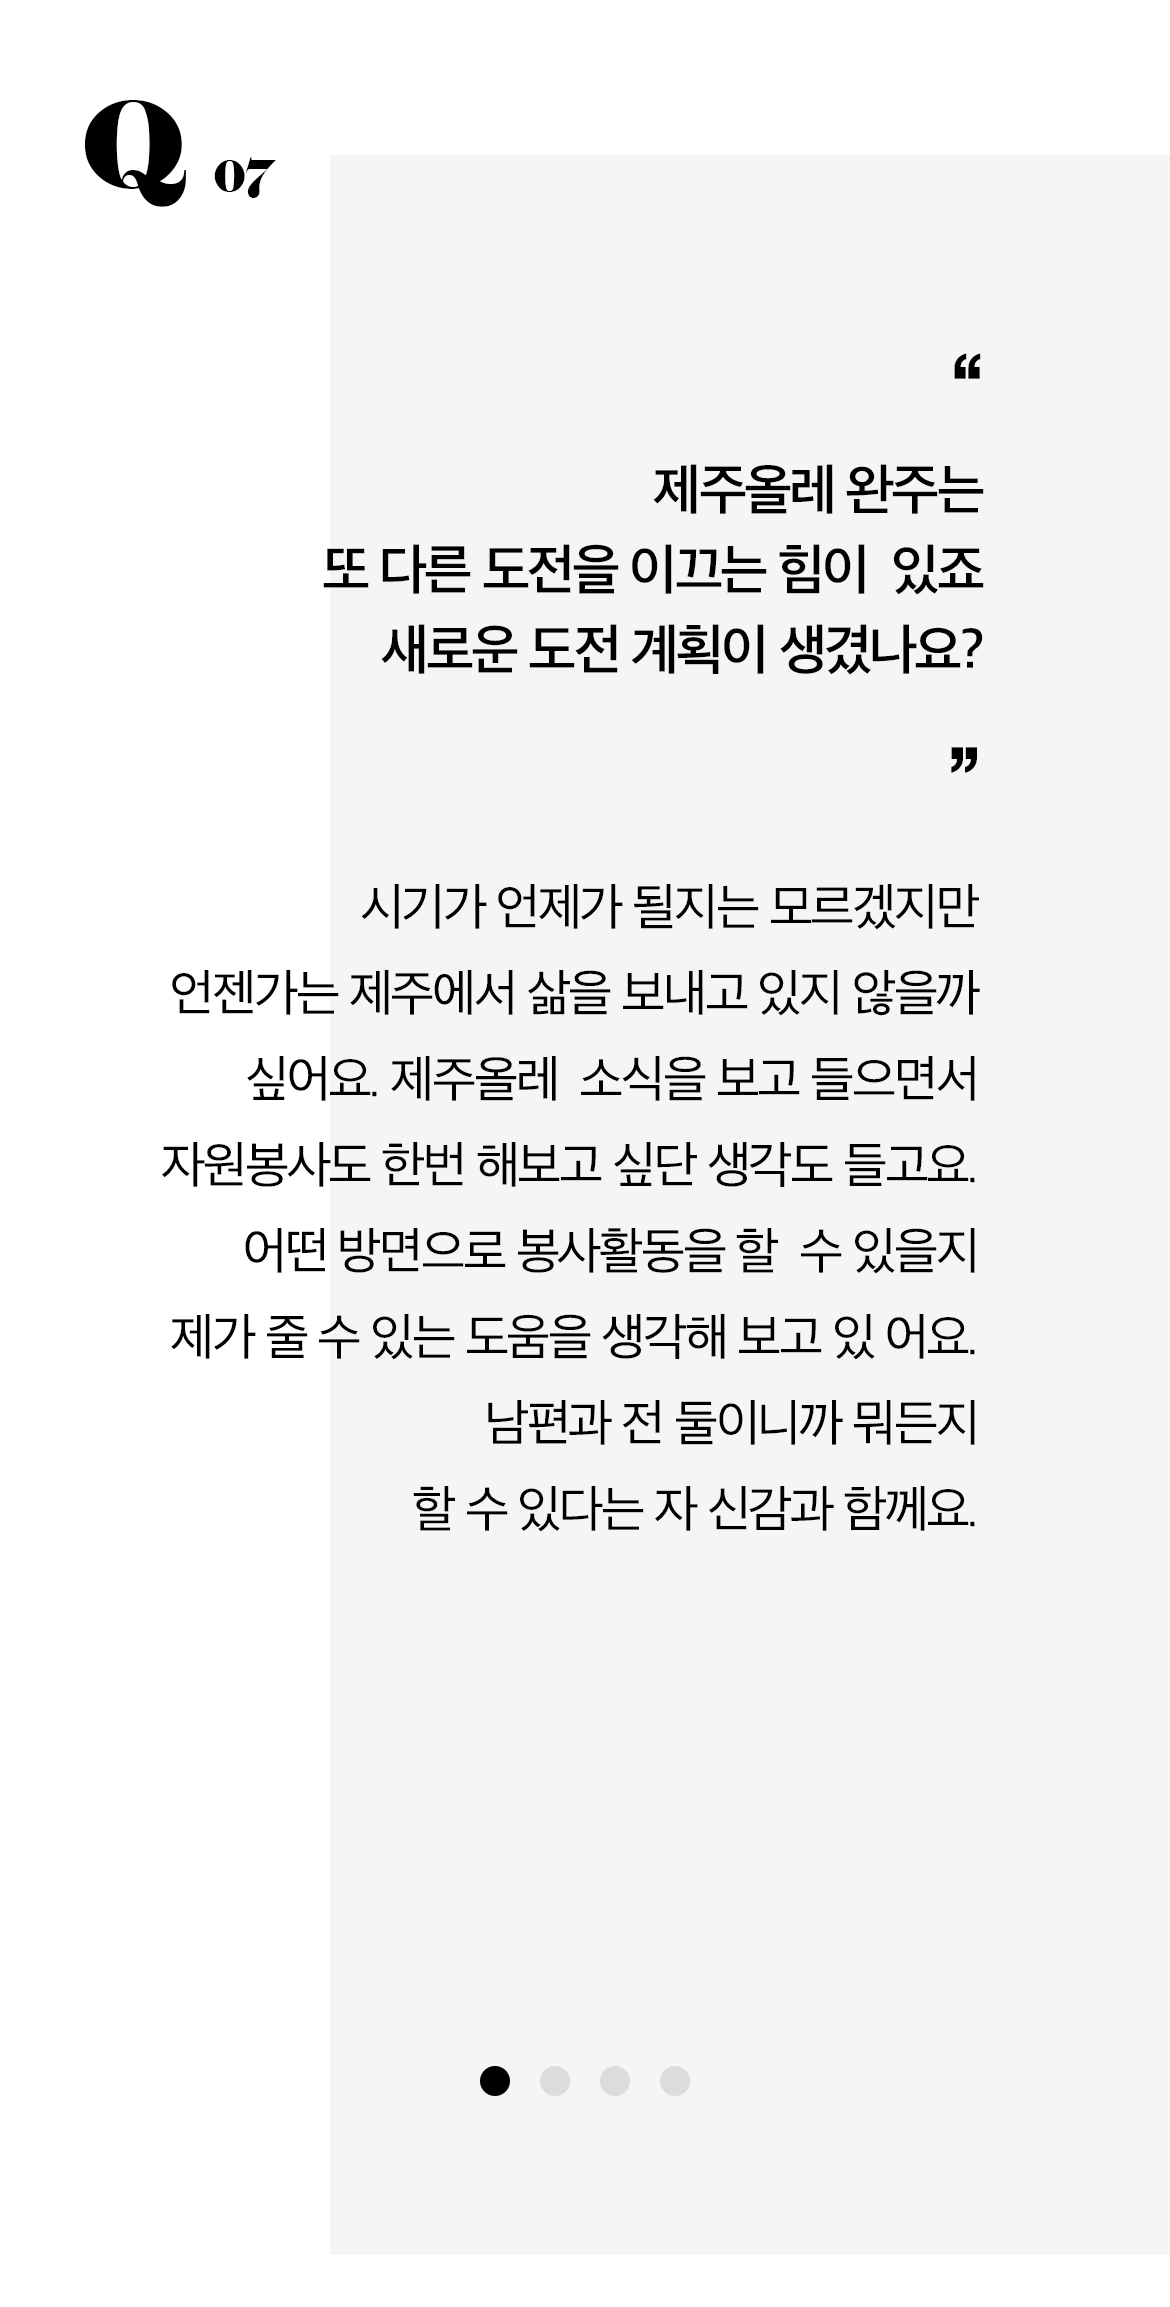 Q 07
“
제주올레 완주는
또 다른 도전을 이끄는 힘이 있죠
새로운 도전 계획이 생겼나요?
”
시기가 언제가 될지는 모르겠지만
언젠가는 제주에서 삶을 보내고 있지 않을까
싶어요. 제주올레 소식을 보고 들으면서
자원봉사도 한번 해보고 싶단 생각도 들고요.
어떤 방면으로 봉사활동을 할 수 있을지
제가 줄 수 있는 도움을 생각해 보고 있 어요.
남편과 전 둘이니까 뭐든지
할 수 있다는 자 신감과 함께요.